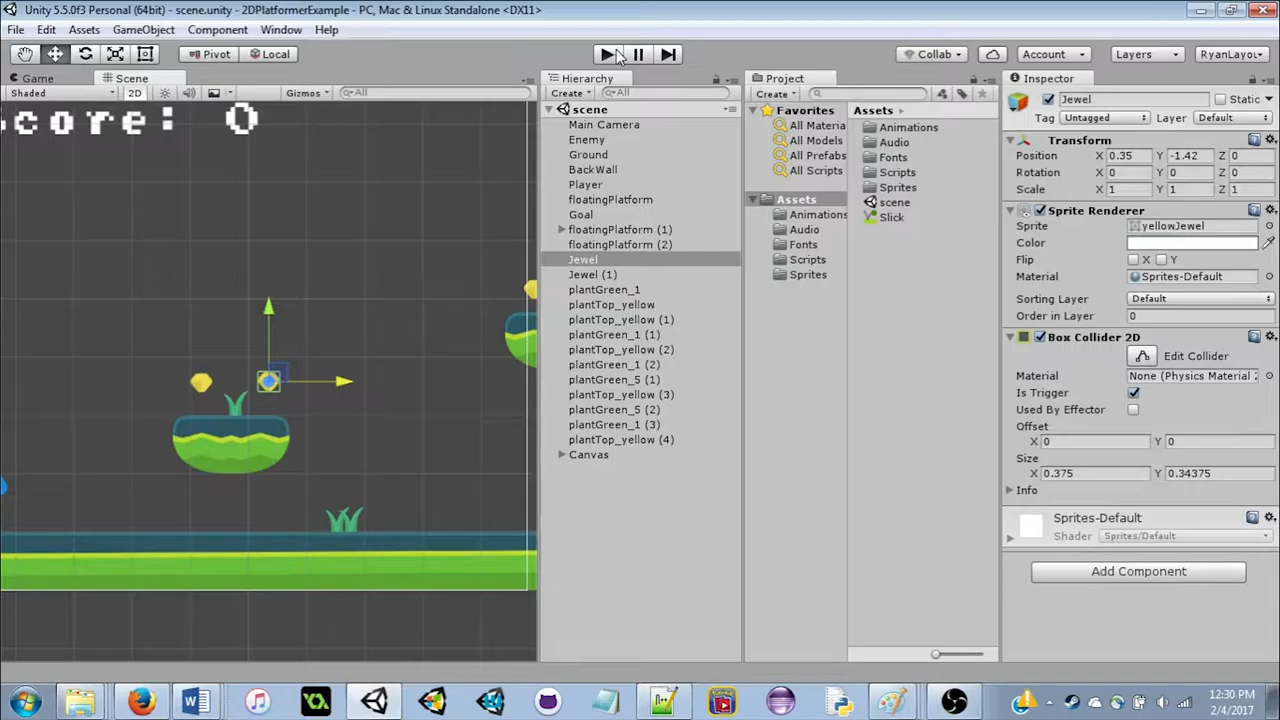 Unity 5.5.0f3 Personal (64bit) - scene.unity - 2DPlatformerExample - PC, Mac & Linux Standalone <DX11>
File Edit Assets GameObject Component Window Help
Pivot Local Collab Account Layers RyanLayo
Game Scene
Shaded 2D Gizmos All
core: 0
Hierarchy
Create All
scene
Main Camera
Enemy
Ground
BackWall
Player
floatingPlatform
Goal
floatingPlatform (1)
floatingPlatform (2)
Jewel
Jewel (1)
plantGreen_1
plantTop_yellow
plantTop_yellow (1)
plantGreen_1 (1)
plantTop_yellow (2)
plantGreen_1 (2)
plantGreen_5 (1)
plantTop_yellow (3)
plantGreen_5 (2)
plantGreen_1 (3)
plantTop_yellow (4)
Canvas
Project
Create
Favorites
All Materia
All Models
All Prefabs
All Scripts
Assets
Animations
Audio
Fonts
Scripts
Sprites
Assets
Animations
Audio
Fonts
Scripts
Sprites
scene
Slick
Inspector
Jewel Static
Tag Untagged Layer Default
Transform
Position X 0.35 Y -1.42 Z 0
Rotation X 0 Y 0 Z 0
Scale X 1 Y 1 Z 1
Sprite Renderer
Sprite yellowJewel
Color
Flip X Y
Material Sprites-Default
Sorting Layer Default
Order in Layer 0
Box Collider 2D
Edit Collider
Material None (Physics Material 2
Is Trigger
Used By Effector
Offset
X 0 Y 0
Size
X 0.375 Y 0.34375
Info
Sprites-Default
Shader Sprites/Default
Add Component
12:30 PM
2/4/2017